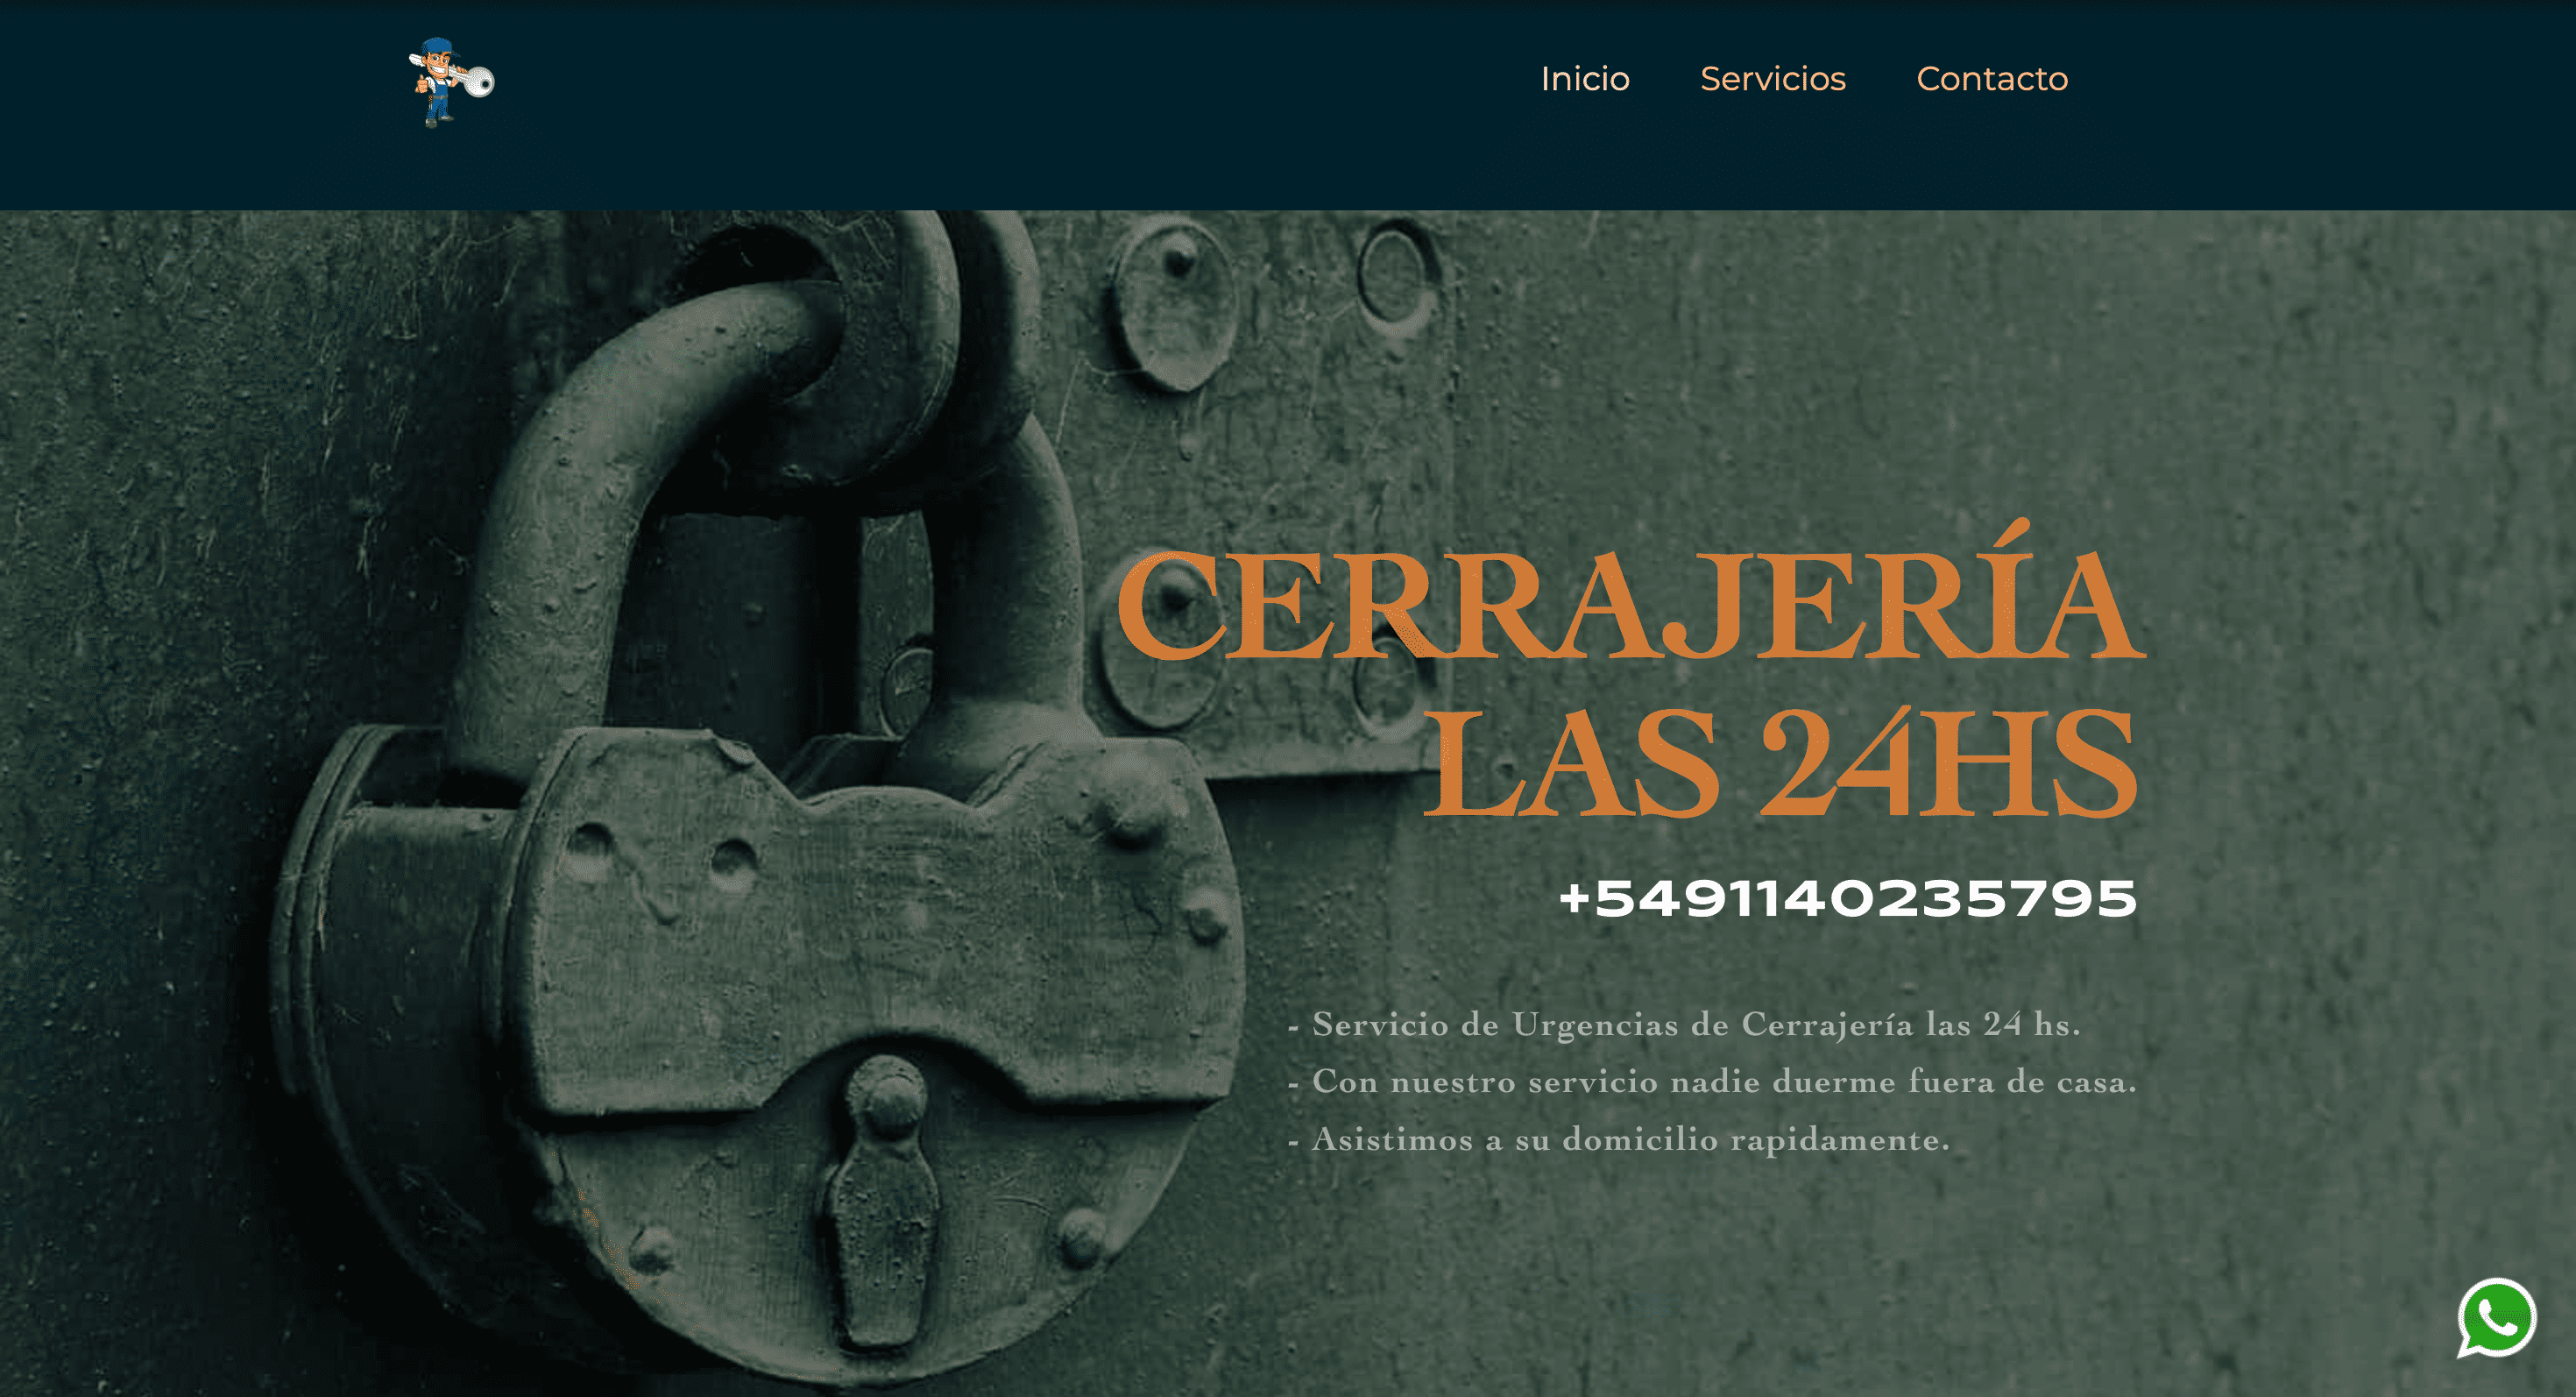 Inicio Servicios Contacto
CERRAJERÍA
LAS 24HS
+5491140235795
- Servicio de Urgencias de Cerrajería las 24 hs.
- Con nuestro servicio nadie duerme fuera de casa.
- Asistimos a su domicilio rapidamente.